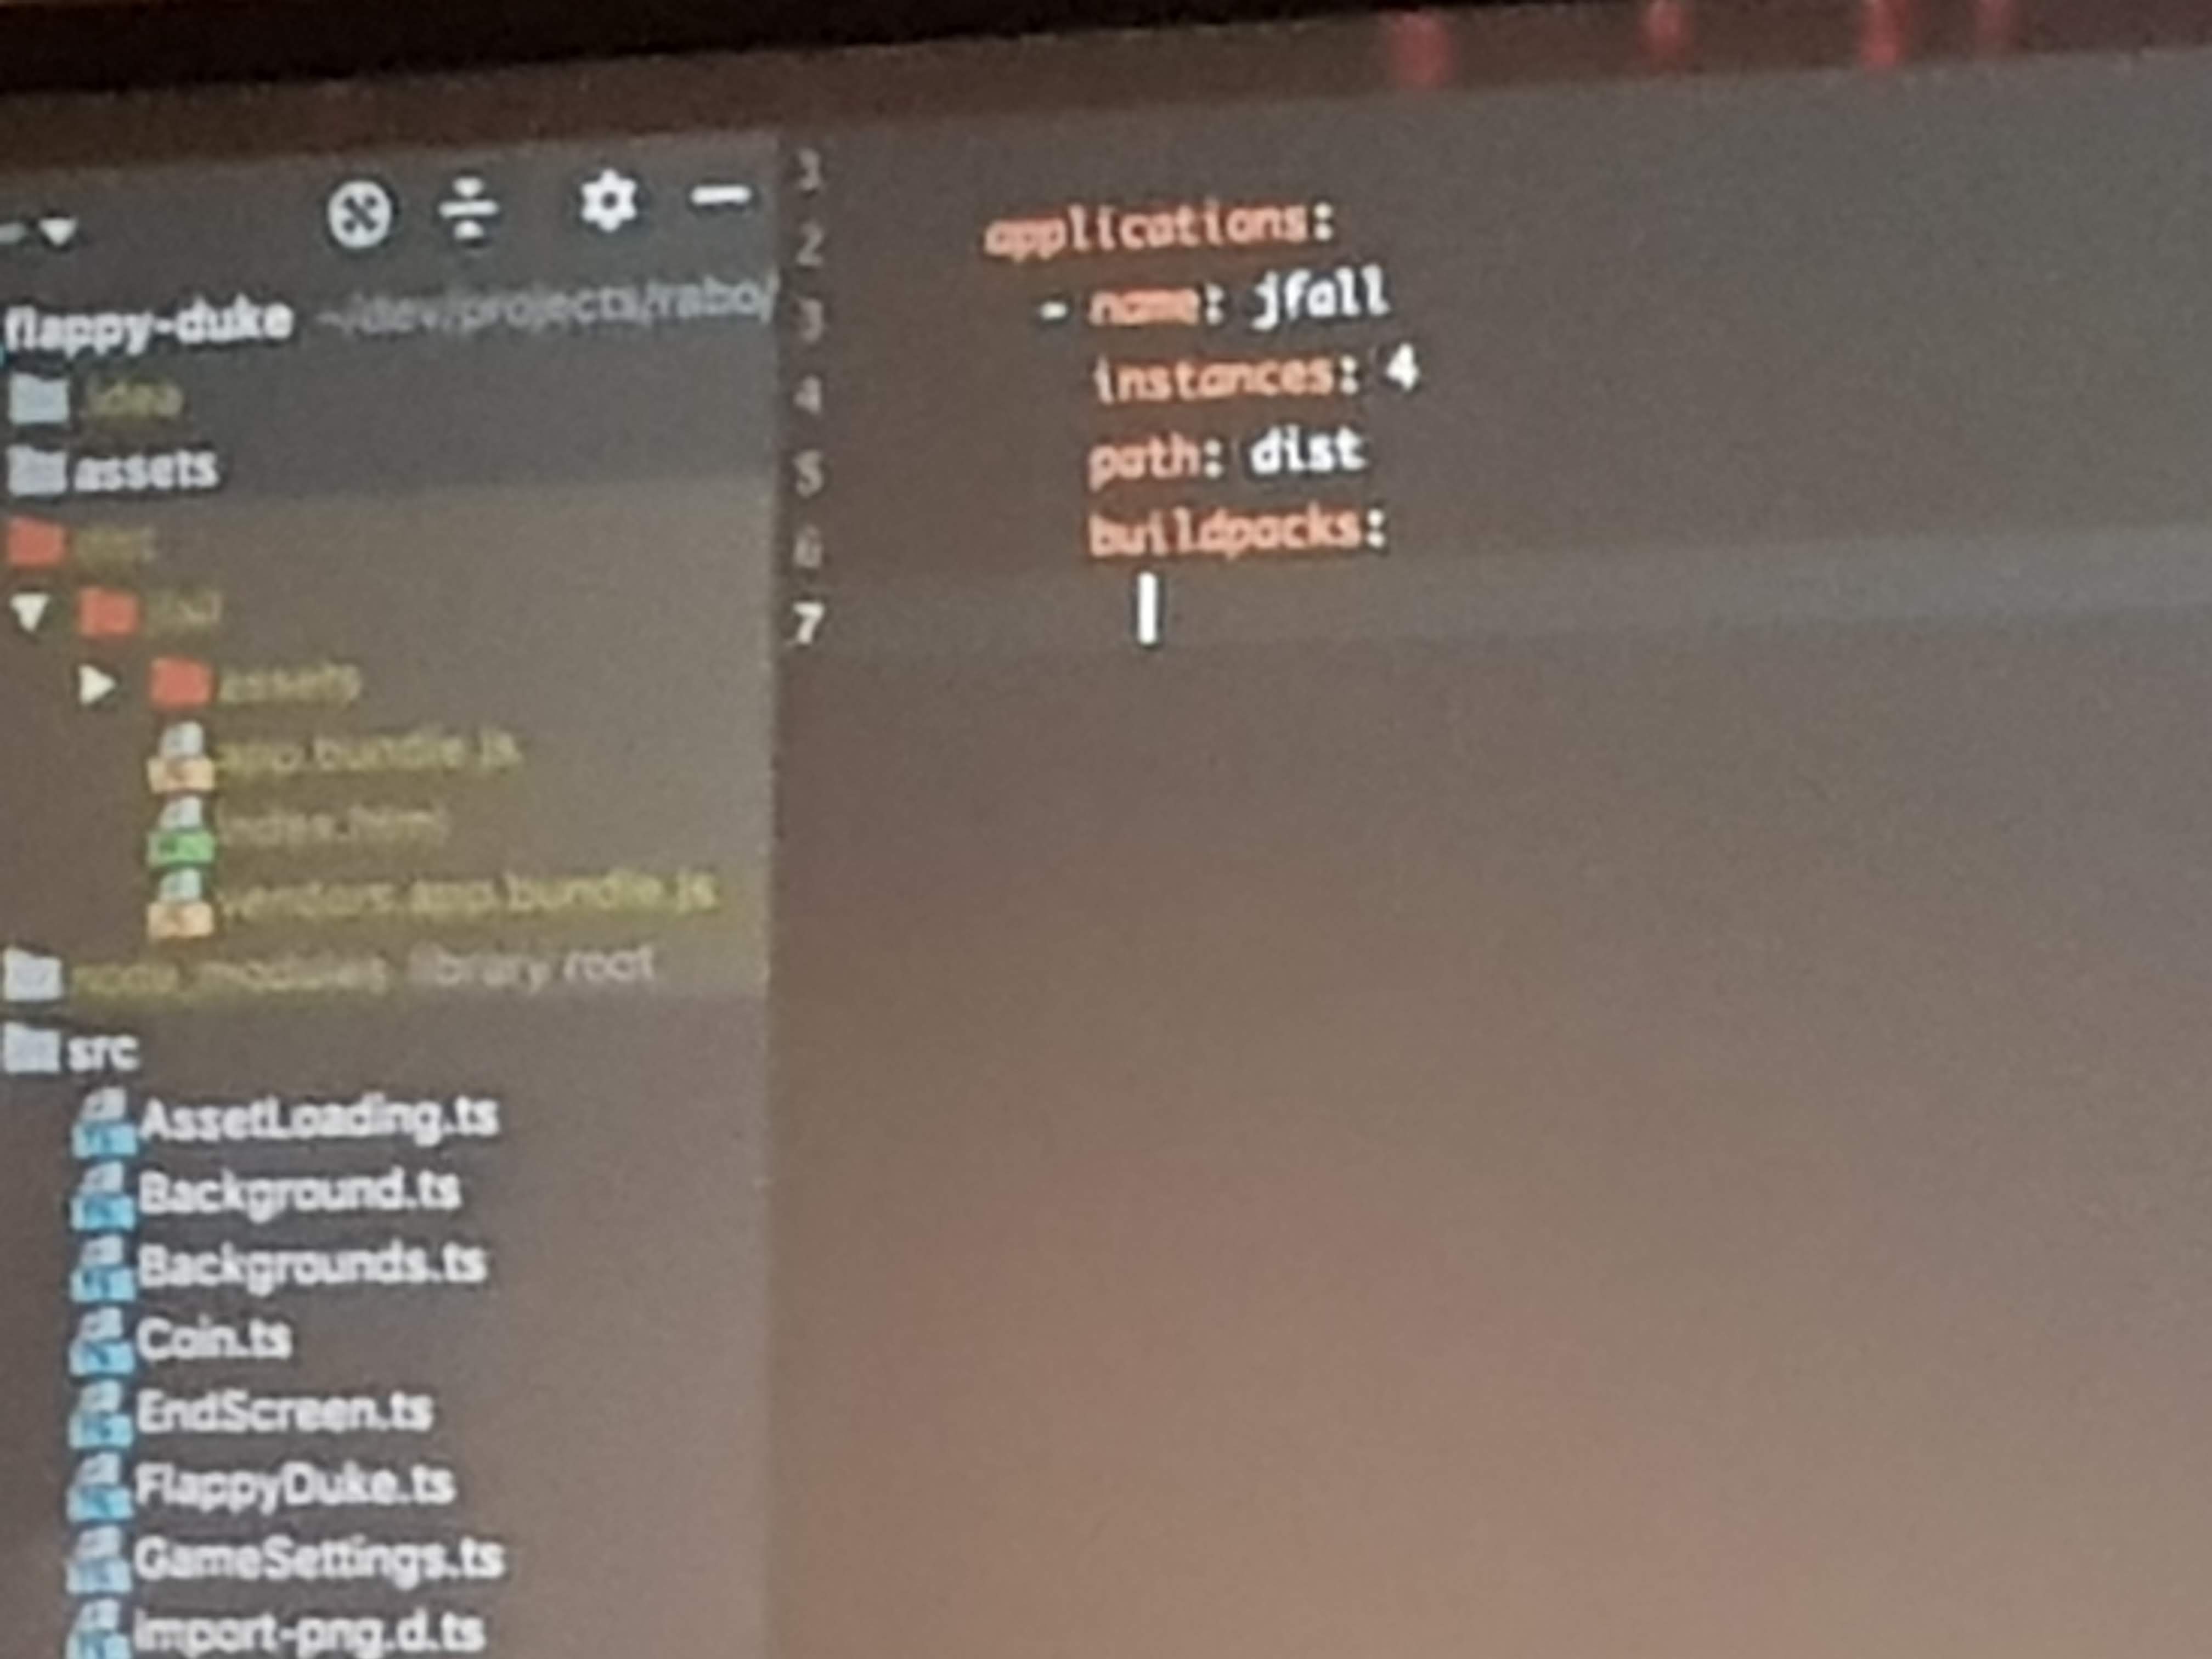 flappy-duke ~/dev/projects/rabo/
.idea
assets
assets
app.bundle.js
index.html
vendors.app.bundle.js
node_modules library root
src
AssetLoading.ts
Background.ts
Backgrounds.ts
Coin.ts
EndScreen.ts
FlappyDuke.ts
GameSettings.ts
import-png.d.ts
1
2 applications:
3 - name: jfall
4 instances: 4
5 path: dist
6 buildpacks:
7